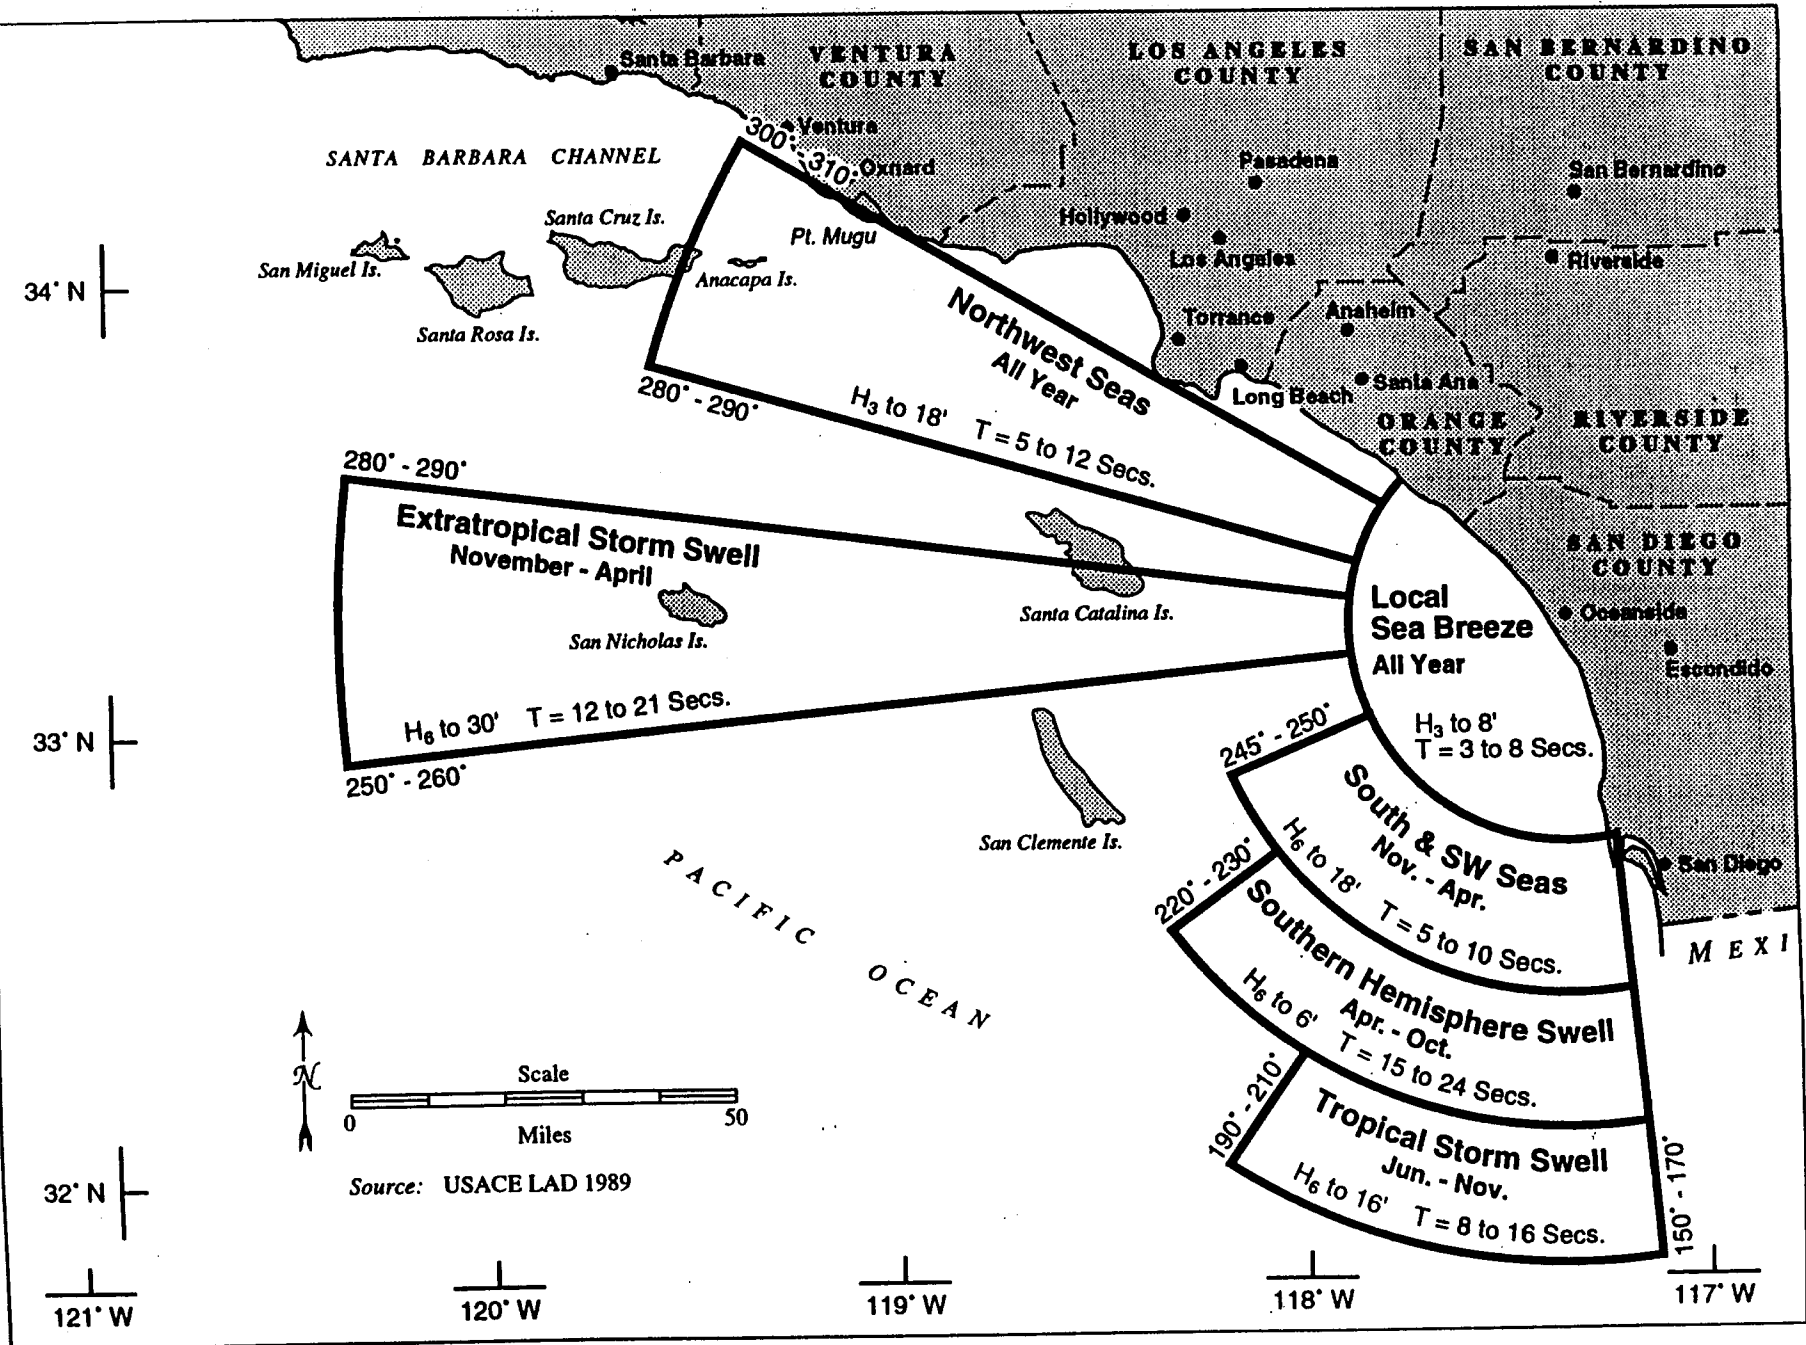 Santa Barbara
VENTURA
COUNTY
LOS ANGELES
COUNTY
SAN BERNARDINO
COUNTY
Ventura
300° - 310°
Oxnard
SANTA BARBARA CHANNEL
Pasadena
San Bernardino
Hollywood
Santa Cruz Is.
Pt. Mugu
Los Angeles
Riverside
San Miguel Is.
Anacapa Is.
34° N
Santa Rosa Is.
Northwest Seas
All Year
H3 to 18' T = 5 to 12 Secs.
280° - 290°
Torrance
Anaheim
Santa Ana
Long Beach
ORANGE
COUNTY
RIVERSIDE
COUNTY
280° - 290°
Extratropical Storm Swell
November - April
San Nicholas Is.
H6 to 30' T = 12 to 21 Secs.
250° - 260°
Santa Catalina Is.
SAN DIEGO
COUNTY
Local
Sea Breeze
All Year
H3 to 8'
T = 3 to 8 Secs.
Oceanside
Escondido
33° N
San Clemente Is.
245° - 250°
South & SW Seas
Nov. - Apr.
H6 to 18' T = 5 to 10 Secs.
San Diego
MEXI
220° - 230°
Southern Hemisphere Swell
Apr. - Oct.
H6 to 6' T = 15 to 24 Secs.
PACIFIC OCEAN
190° - 210°
Tropical Storm Swell
Jun. - Nov.
H6 to 16' T = 8 to 16 Secs.
150° - 170°
N
Scale
0 50
Miles
Source: USACE LAD 1989
32° N
121° W 120° W 119° W 118° W 117° W